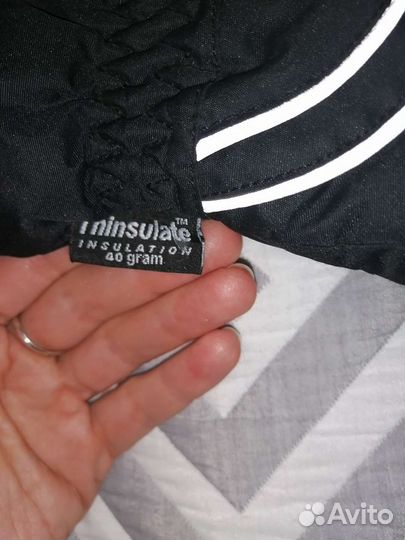 Thinsulate™
INSULATION
40 gram
Avito